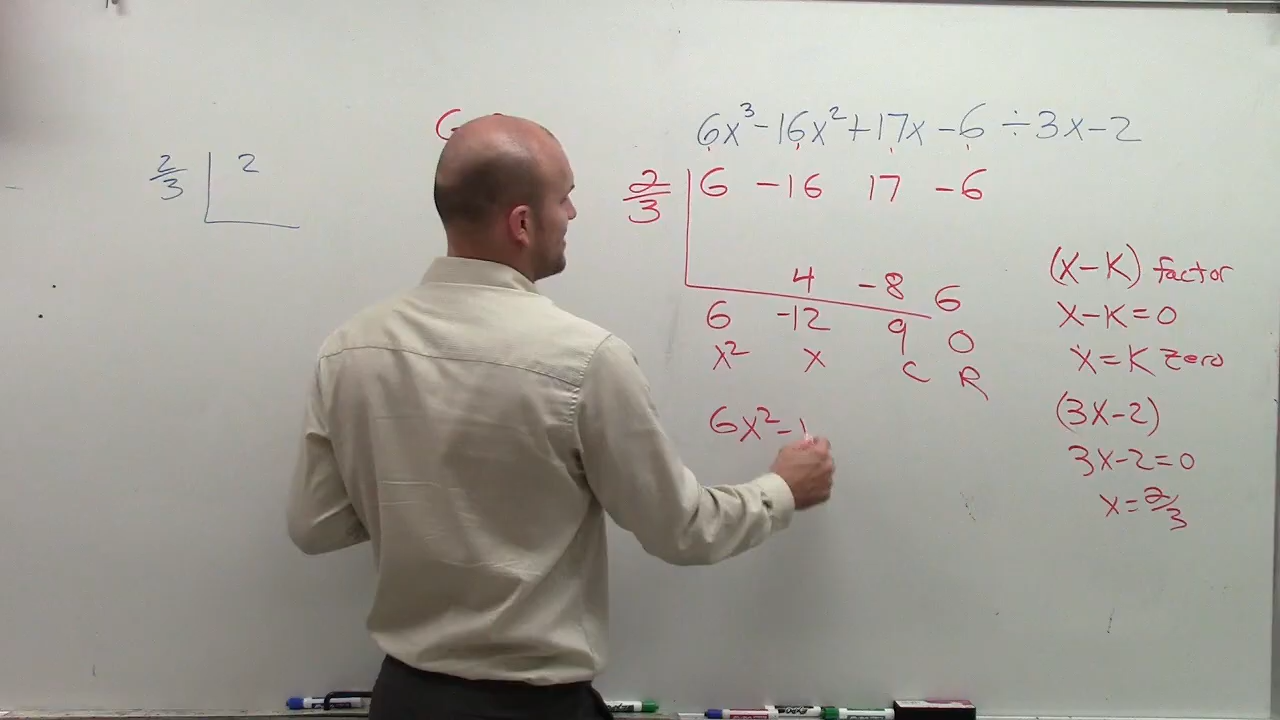 6x³-16x²+17x-6 ÷3x-2
2/3 2
2/3 6 -16 17 -6
4 -8 6
6 -12 9 0
x² x C R
6x²-1
(x-K) factor
x-K=0
x=K zero
(3x-2)
3x-2=0
x=2/3